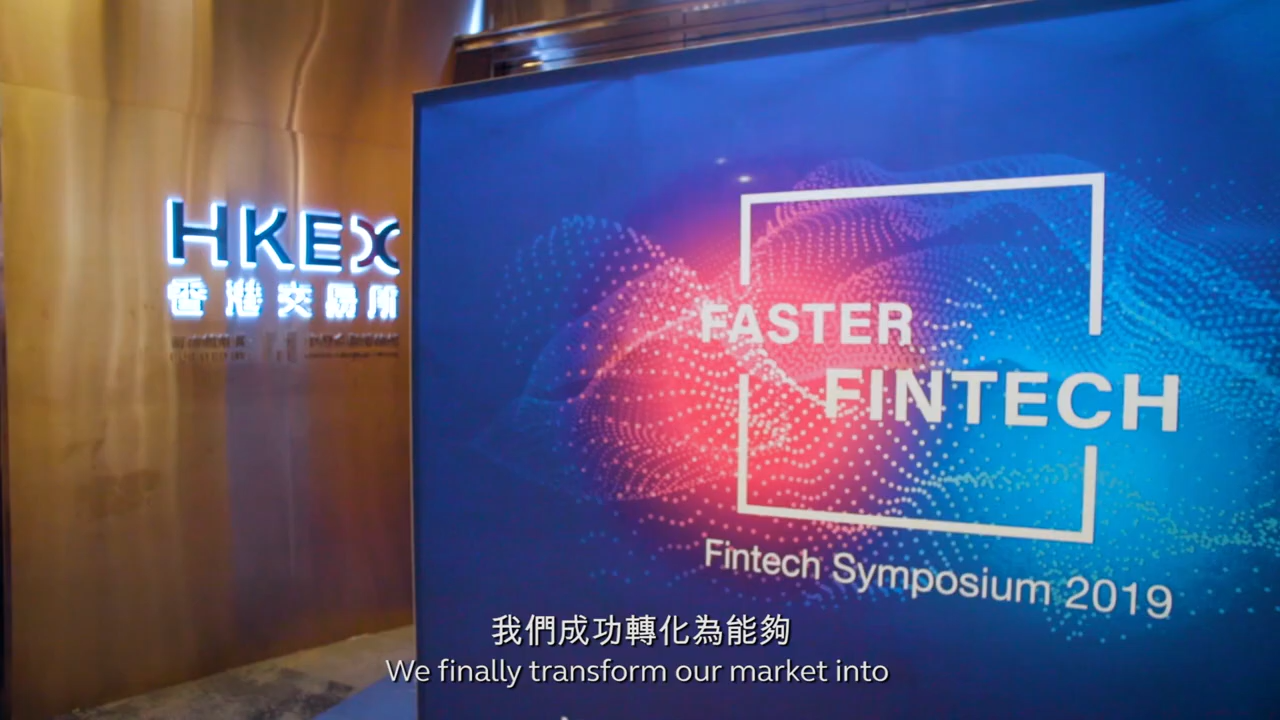 HKEX
香港交易所
FASTER
FINTECH
Fintech Symposium 2019
我們成功轉化為能夠
We finally transform our market into